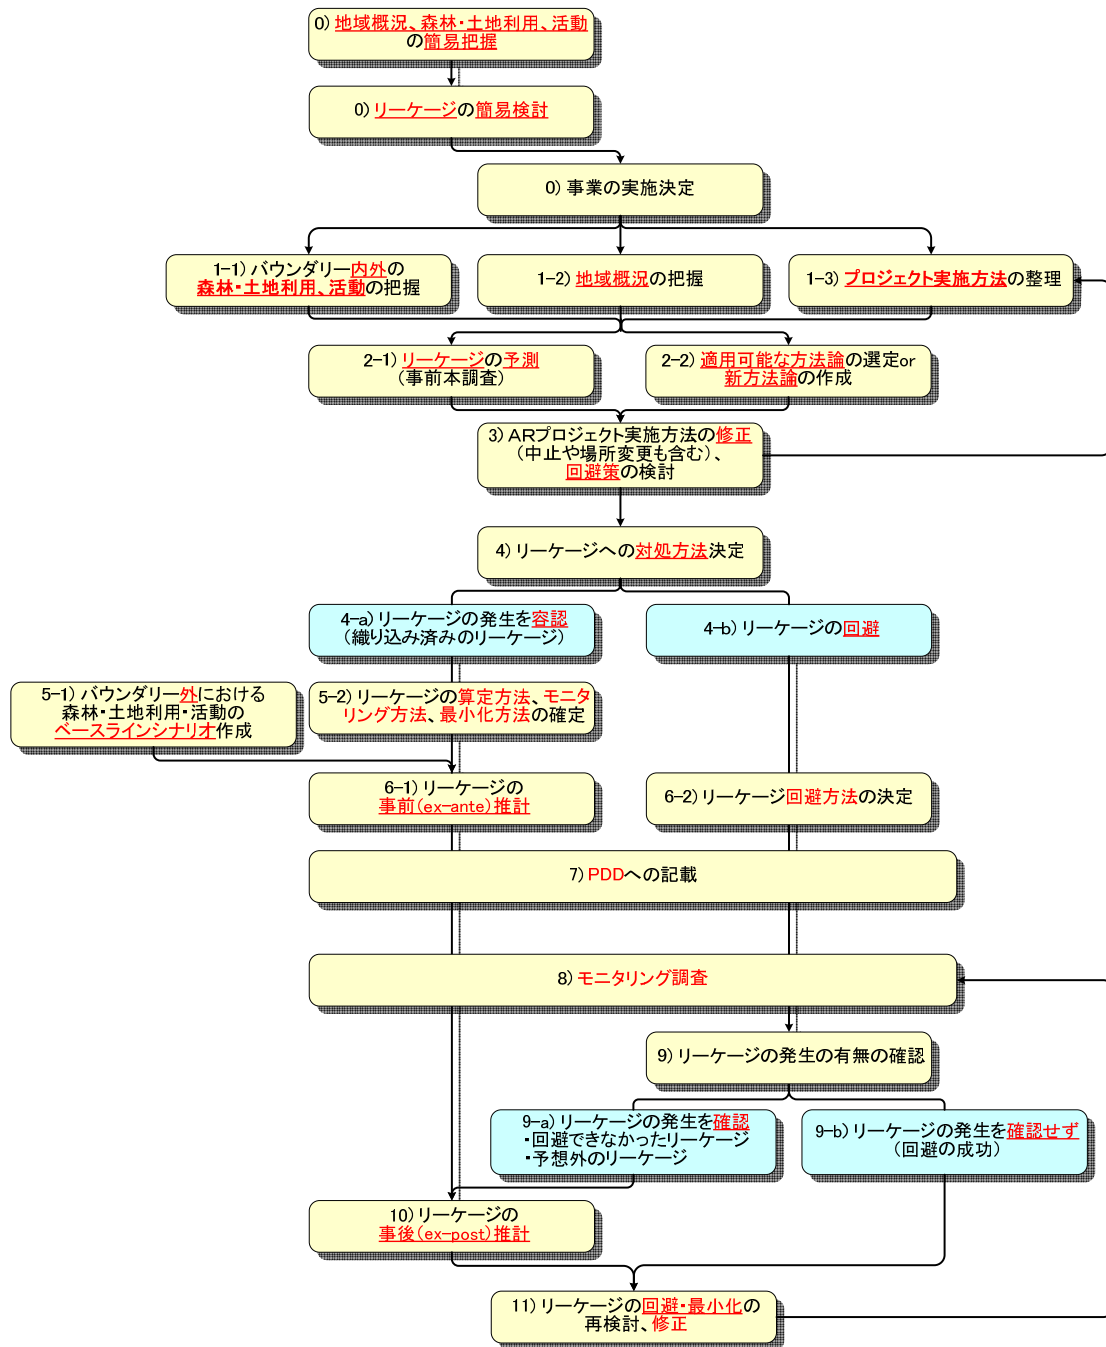 0) 地域概況、森林・土地利用、活動
の簡易把握
0) リーケージの簡易検討
0) 事業の実施決定
1-1) バウンダリー内外の
森林・土地利用、活動の把握
1-2) 地域概況の把握
1-3) プロジェクト実施方法の整理
2-1) リーケージの予測
(事前本調査)
2-2) 適用可能な方法論の選定or
新方法論の作成
3) ARプロジェクト実施方法の修正
(中止や場所変更も含む)、
回避策の検討
4) リーケージへの対処方法決定
4-a) リーケージの発生を容認
(織り込み済みのリーケージ)
4-b) リーケージの回避
5-1) バウンダリー外における
森林・土地利用・活動の
ベースラインシナリオ作成
5-2) リーケージの算定方法、モニタ
リング方法、最小化方法の確定
6-1) リーケージの
事前(ex-ante)推計
6-2) リーケージ回避方法の決定
7) PDDへの記載
8) モニタリング調査
9) リーケージの発生の有無の確認
9-a) リーケージの発生を確認
・回避できなかったリーケージ
・予想外のリーケージ
9-b) リーケージの発生を確認せず
(回避の成功)
10) リーケージの
事後(ex-post)推計
11) リーケージの回避・最小化の
再検討、修正